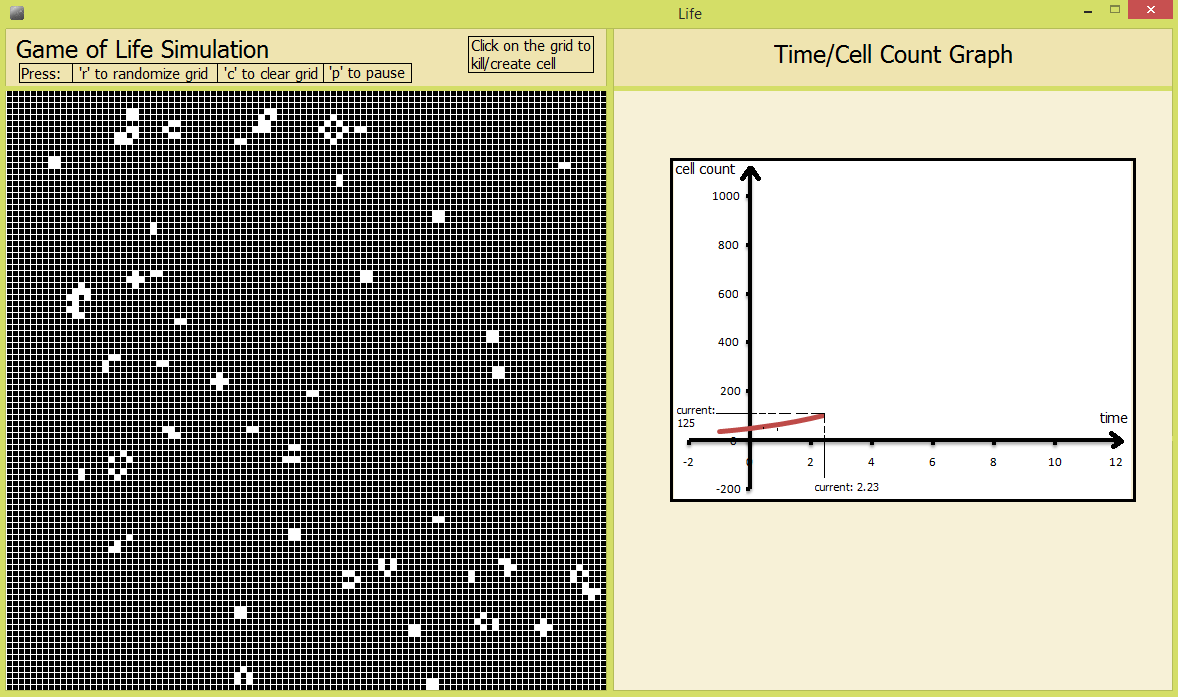 Life
Game of Life Simulation
Press: 'r' to randomize grid 'c' to clear grid 'p' to pause
Click on the grid to
kill/create cell
Time/Cell Count Graph
cell count
1000
800
600
400
200
current:
125
time
0
-2 0 2 4 6 8 10 12
-200
current: 2.23